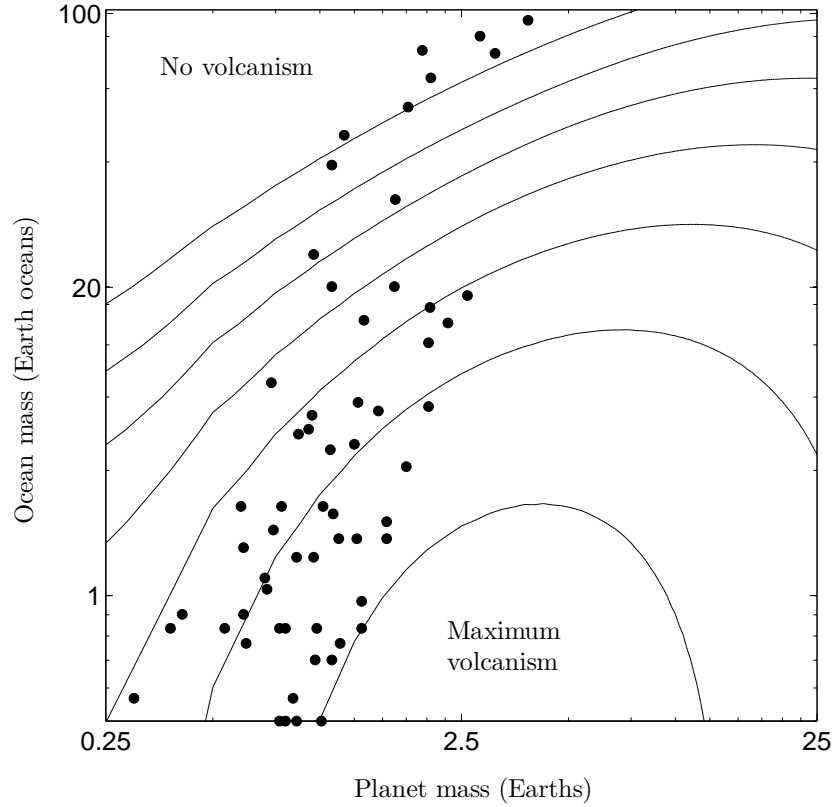 100
No volcanism
Ocean mass (Earth oceans)
20
1
Maximum
volcanism
0.25
2.5
25
Planet mass (Earths)